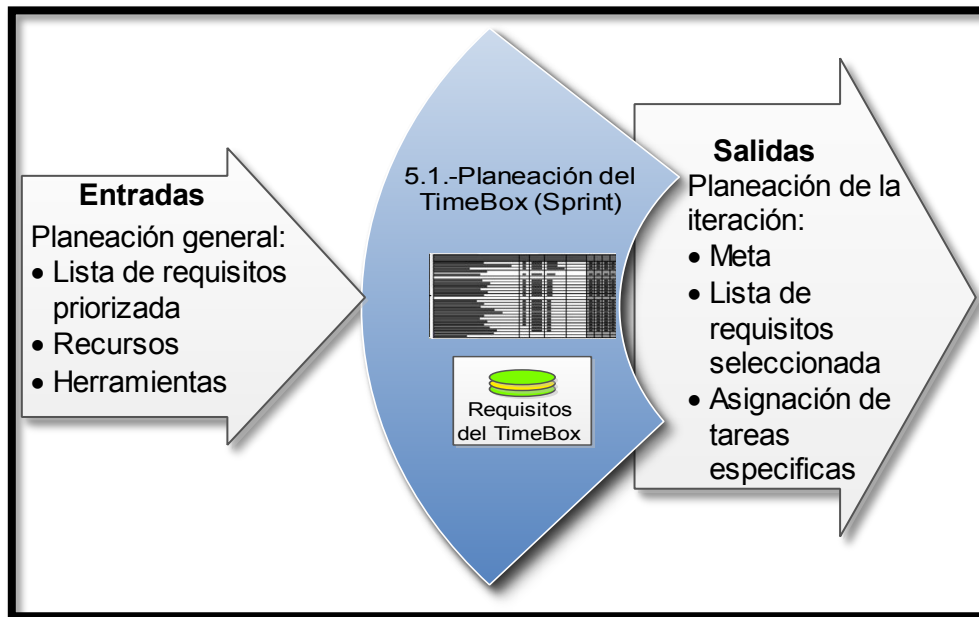 Entradas
Planeación general:
• Lista de requisitos
priorizada
• Recursos
• Herramientas
5.1.-Planeación del
TimeBox (Sprint)
Requisitos
del TimeBox
Salidas
Planeación de la
iteración:
• Meta
• Lista de
requisitos
seleccionada
• Asignación de
tareas
especificas